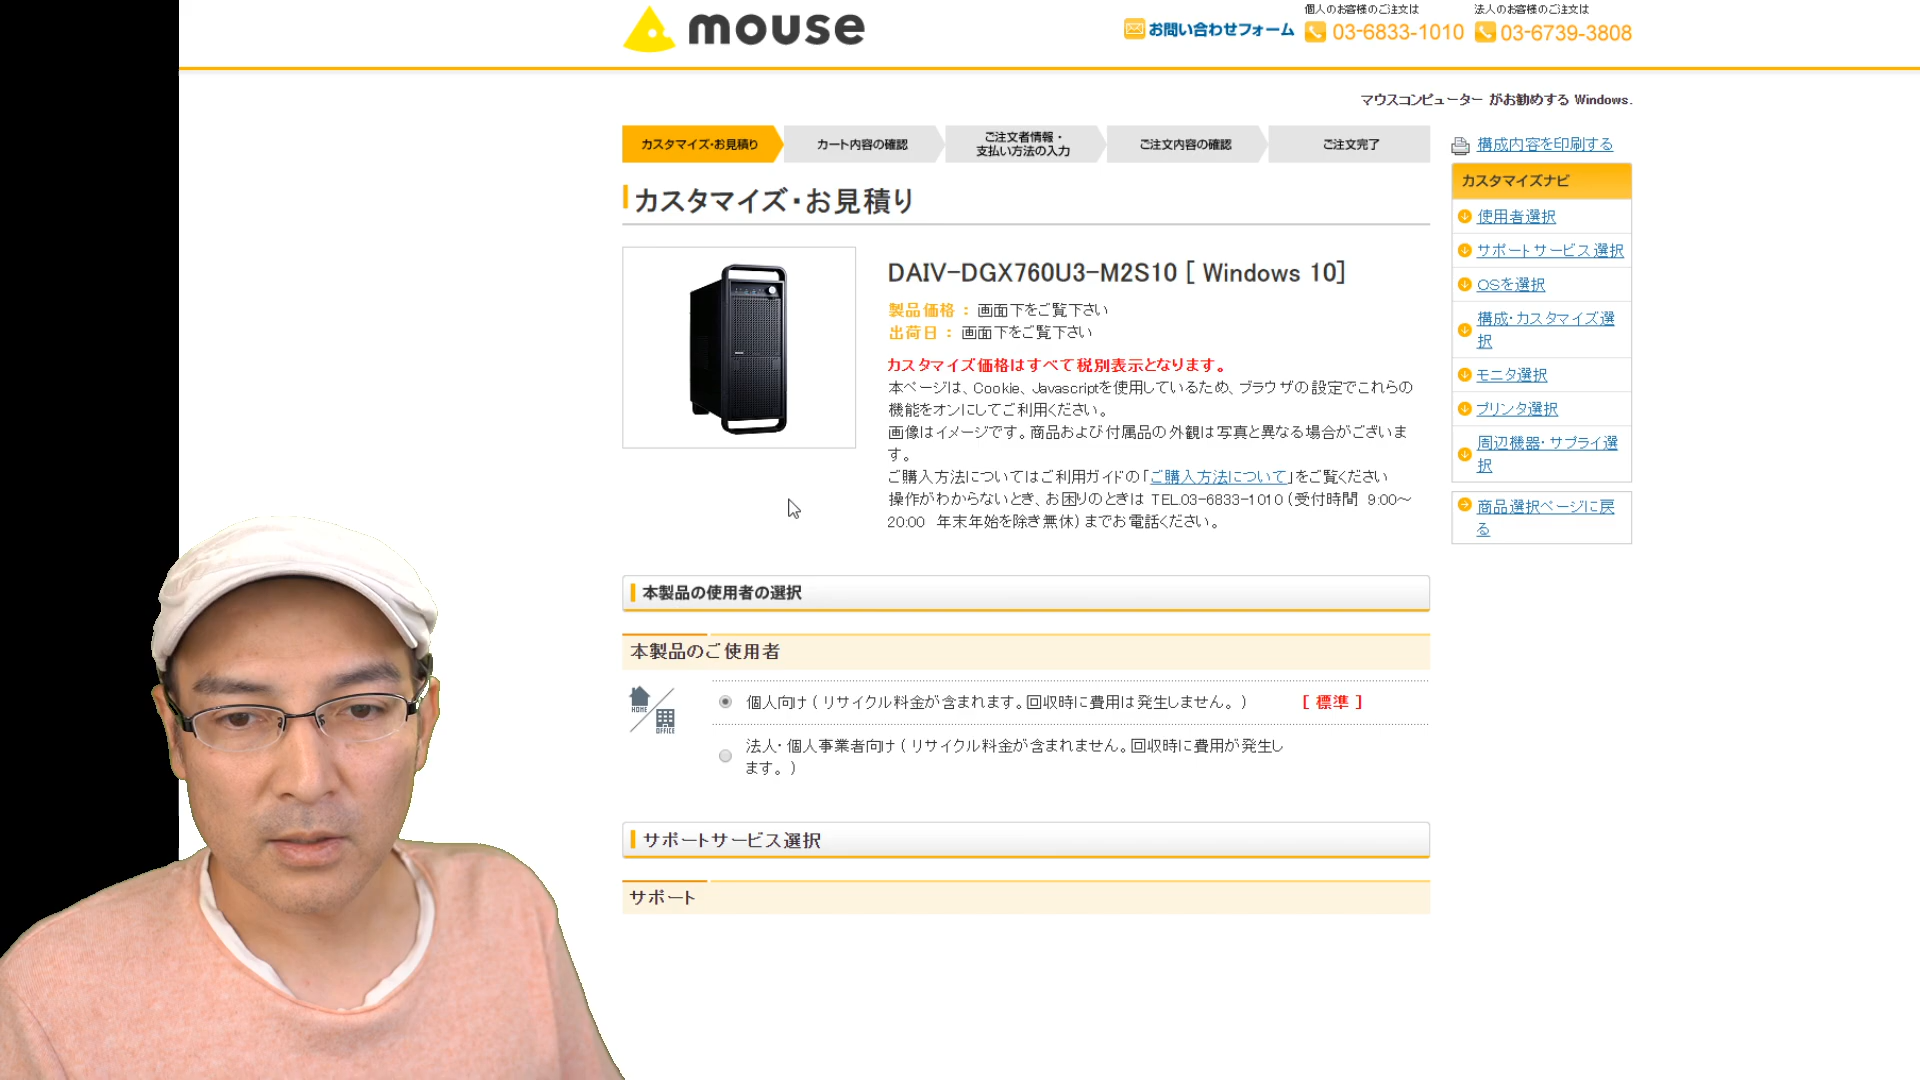 mouse
お問い合わせフォーム
個人のお客様のご注文は
03-6833-1010
法人のお客様のご注文は
03-6739-3808
マウスコンピューター がお勧めする Windows.
カスタマイズ・お見積り
カート内容の確認
ご注文者情報・
支払い方法の入力
ご注文内容の確認
ご注文完了
構成内容を印刷する
カスタマイズナビ
使用者選択
サポートサービス選択
OSを選択
構成・カスタマイズ選
択
モニタ選択
プリンタ選択
周辺機器・サプライ選
択
商品選択ページに戻
る
カスタマイズ・お見積り
DAIV-DGX760U3-M2S10 [ Windows 10]
製品価格： 画面下をご覧下さい
出荷日： 画面下をご覧下さい
カスタマイズ価格はすべて税別表示となります。
本ページは、Cookie、Javascriptを使用しているため、ブラウザの設定でこれらの
機能をオンにしてご利用ください。
画像はイメージです。商品および付属品の外観は写真と異なる場合がございま
す。
ご購入方法についてはご利用ガイドの「ご購入方法について」をご覧ください
操作がわからないとき、お困りのときは TEL.03-6833-1010（受付時間 9:00～
20:00 年末年始を除き無休）までお電話ください。
本製品の使用者の選択
本製品のご使用者
HOME
OFFICE
個人向け（リサイクル料金が含まれます。回収時に費用は発生しません。） [ 標準 ]
法人・個人事業者向け（リサイクル料金が含まれません。回収時に費用が発生し
ます。）
サポートサービス選択
サポート